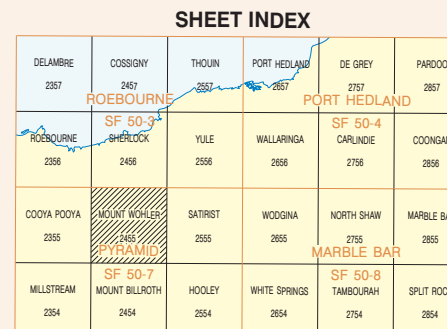 SHEET INDEX
DELAMBRE COSSIGNY THOUIN PORT HEDLAND DE GREY PARDOO
2357 2457 2557 2657 2757 2857
ROEBOURNE PORT HEDLAND
SF 50-3 SF 50-4
ROEBOURNE SHERLOCK YULE WALLARINGA CARLINDIE COONGA
2356 2456 2556 2656 2756 2856
COOYA POOYA MOUNT WOHLER SATIRIST WODGINA NORTH SHAW MARBLE BA
2355 2455 2555 2655 2755 2855
PYRAMID MARBLE BAR
SF 50-7 SF 50-8
MILLSTREAM MOUNT BILLROTH HOOLEY WHITE SPRINGS TAMBOURAH SPLIT ROC
2354 2454 2554 2654 2754 2854